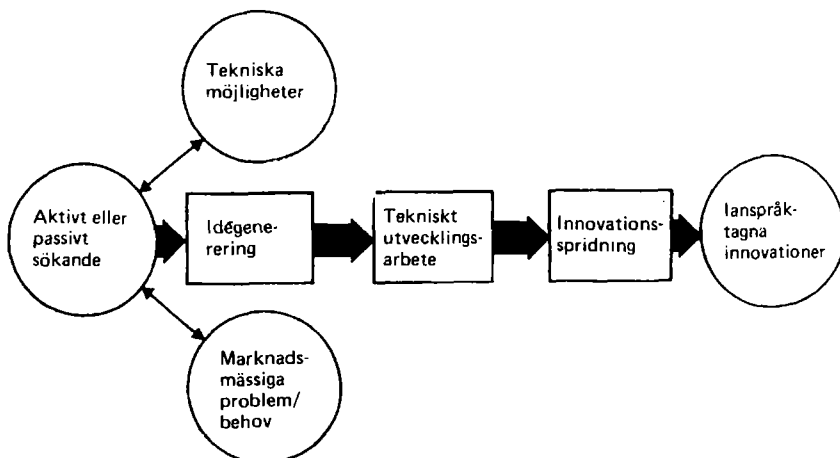 Tekniska
möjligheter
Aktivt eller
passivt
sökande
Idégene-
rering
Tekniskt
utvecklings-
arbete
Innovations-
spridning
Ianspråk-
tagna
innovationer
Marknads-
mässiga
problem/
behov